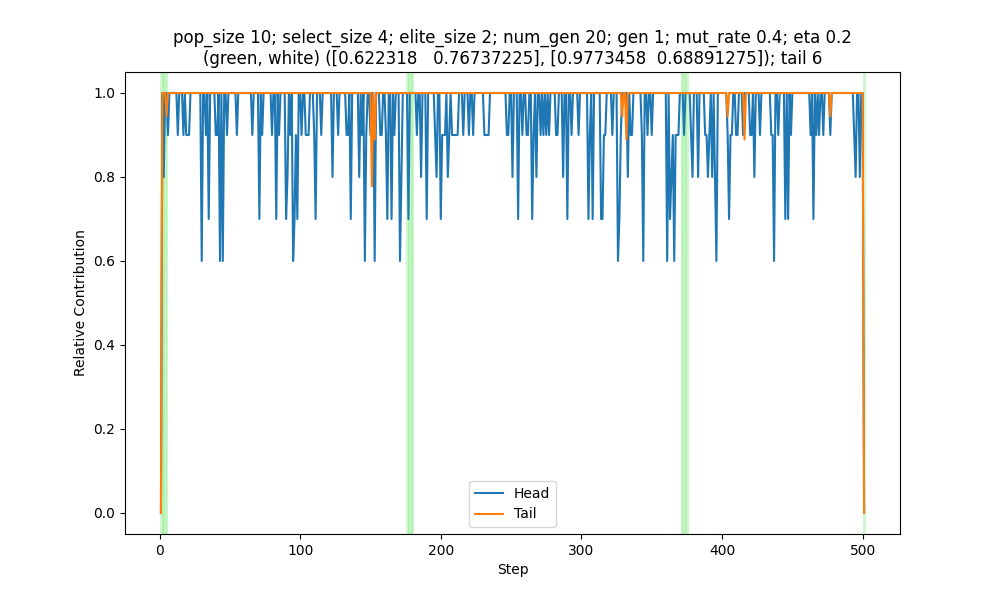 pop_size 10; select_size 4; elite_size 2; num_gen 20; gen 1; mut_rate 0.4; eta 0.2
(green, white) ([0.622318   0.76737225], [0.9773458  0.68891275]); tail 6
1.0
0.8
0.6
0.4
0.2
0.0
Relative Contribution
Head
Tail
0
100
200
300
400
500
Step